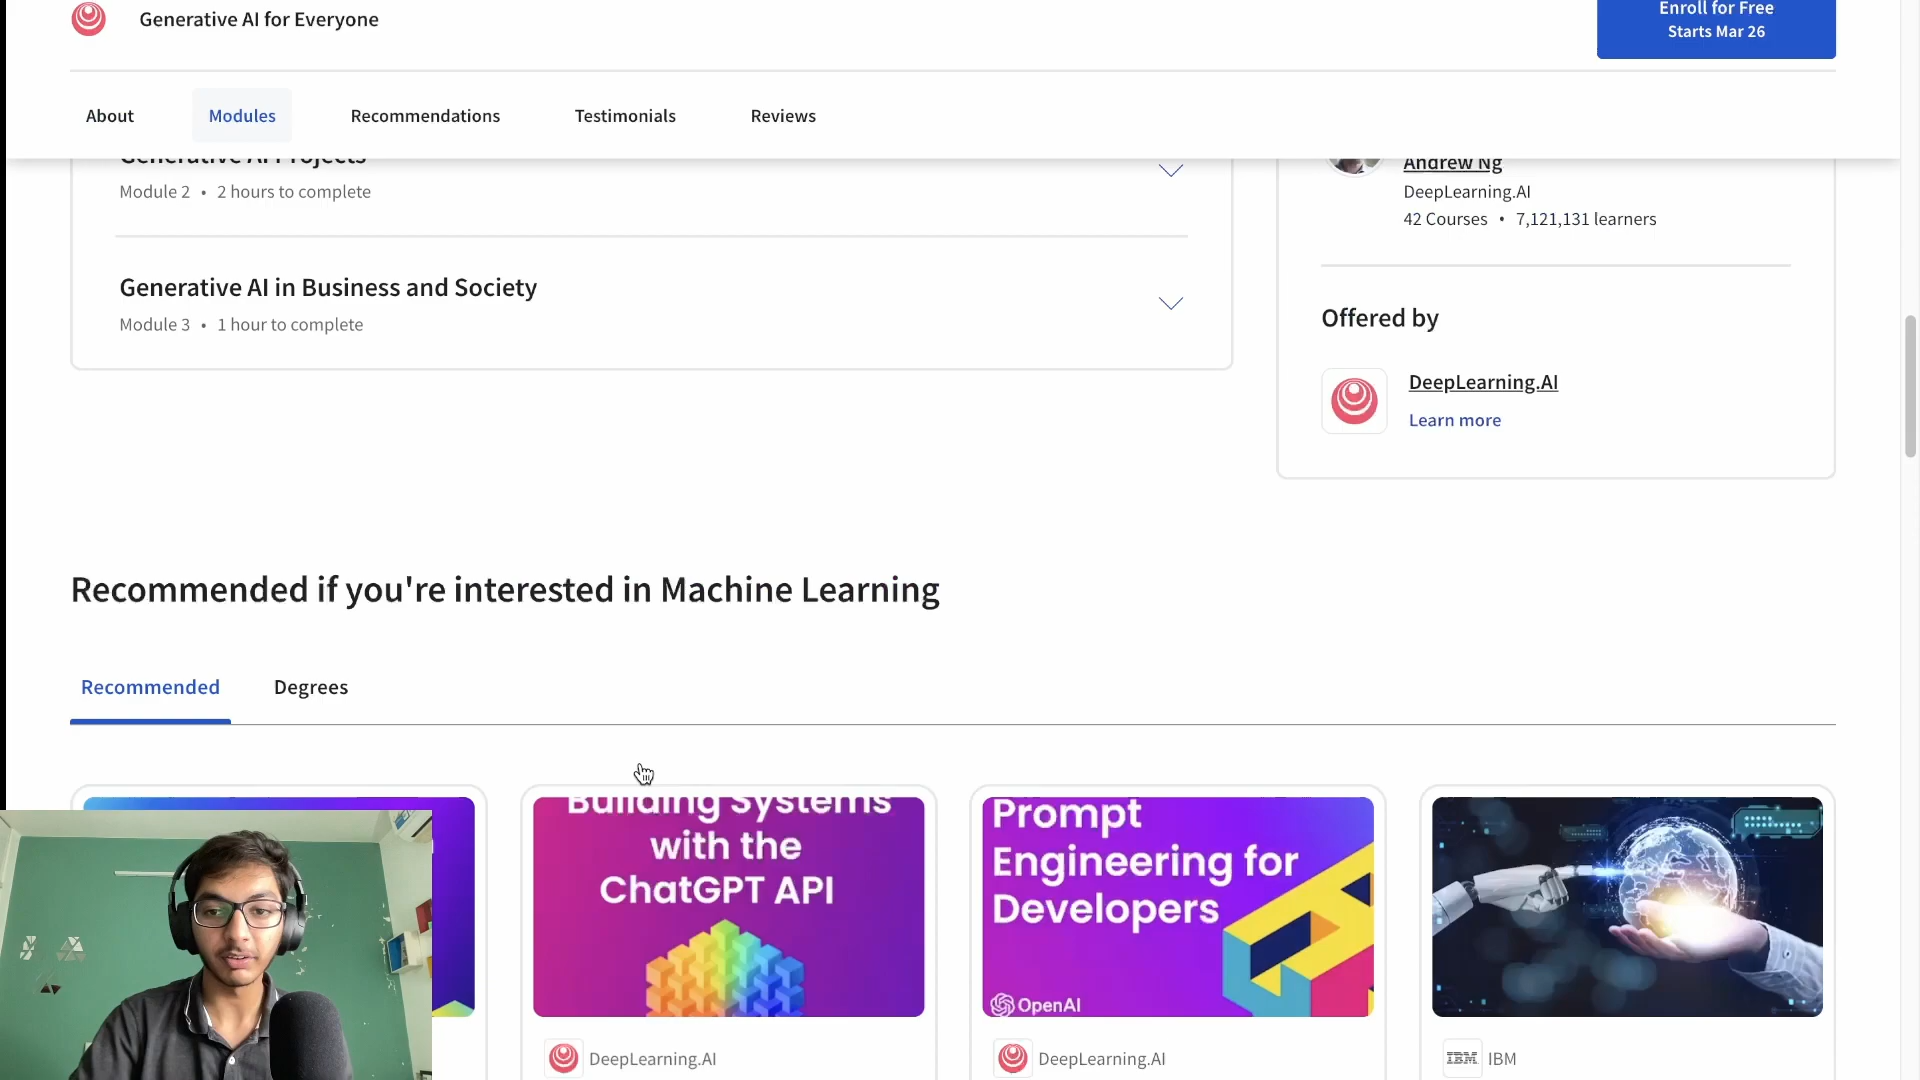 Generative AI for Everyone
Enroll for Free
Starts Mar 26
About
Modules
Recommendations
Testimonials
Reviews
Generative AI Projects
Module 2 • 2 hours to complete
Generative AI in Business and Society
Module 3 • 1 hour to complete
Andrew Ng
DeepLearning.AI
42 Courses • 7,121,131 learners
Offered by
DeepLearning.AI
Learn more
Recommended if you're interested in Machine Learning
Recommended
Degrees
Building Systems
with the
ChatGPT API
DeepLearning.AI
Prompt
Engineering for
Developers
OpenAI
DeepLearning.AI
IBM
IBM